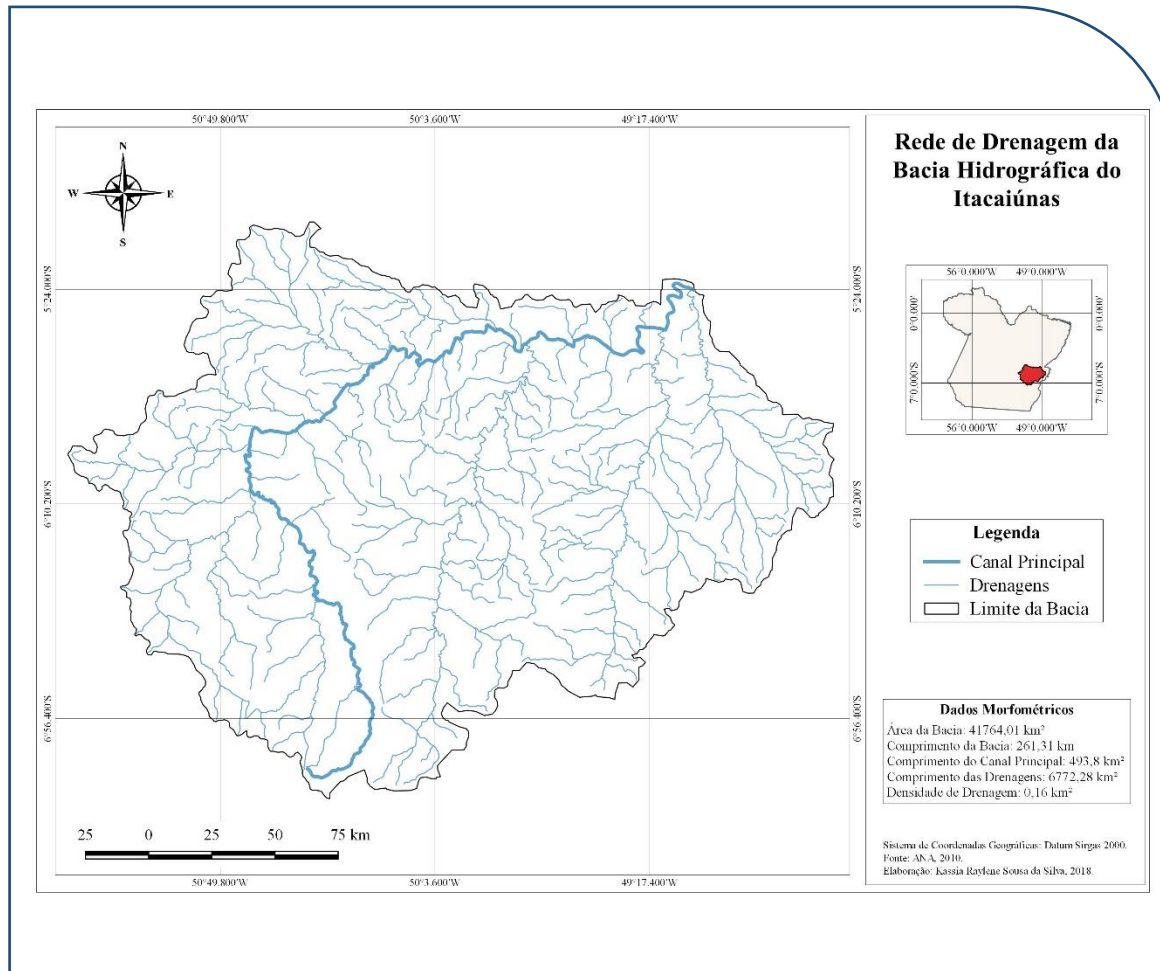 50°49.800'W 50°3.600'W 49°17.400'W
N
W E
S
5°24.000'S
6°10.200'S
6°56.400'S
5°24.000'S
6°10.200'S
6°56.400'S
25 0 25 50 75 km
50°49.800'W 50°3.600'W 49°17.400'W
Rede de Drenagem da
Bacia Hidrográfica do
Itacaiúnas
56°0.000'W 49°0.000'W
0°0.000'
7°0.000'S
0°0.000'
7°0.000'S
56°0.000'W 49°0.000'W
Legenda
Canal Principal
Drenagens
Limite da Bacia
Dados Morfométricos
Área da Bacia: 41764,01 km²
Comprimento da Bacia: 261,31 km
Comprimento do Canal Principal: 493,8 km²
Comprimento das Drenagens: 6772,28 km²
Densidade de Drenagem: 0,16 km²
Sistema de Coordenadas Geográficas: Datum Sirgas 2000.
Fonte: ANA, 2010.
Elaboração: Kassia Raylene Sousa da Silva, 2018.